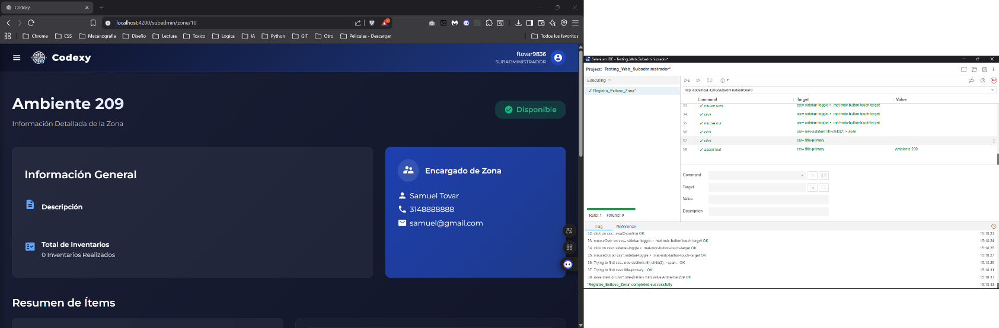 Codexy
localhost:4200/subadmin/zone/10
Chrome
CSS
Mecanografia
Diseño
Lectura
Toxico
Logica
IA
Python
GIT
Otro
Peliculas - Descargar
Todos los favoritos
Codexy
ftovar9836
SUBADMINISTRADOR
Ambiente 209
Información Detallada de la Zona
Disponible
Información General
Descripción
Total de Inventarios
0 Inventarios Realizados
Encargado de Zona
Samuel Tovar
3148888888
samuel@gmail.com
Resumen de Ítems
Selenium IDE - Testing_Web_Subadministrador*
Project: Testing_Web_Subadministrador*
Executing
✓ Registro_Exitoso_Zona*
http://localhost:4200/subadmin/dashboard
Command Target Value
33 ✓ mouse over css=.sidebar-toggle > .mat-mdc-button-touch-target
34 ✓ click css=.sidebar-toggle > .mat-mdc-button-touch-target
35 ✓ mouse out css=.sidebar-toggle > .mat-mdc-button-touch-target
36 ✓ click css=.nav-subitem:nth-child(2) > span
37 ✓ click css=.title-primary
38 ✓ assert text css=.title-primary Ambiente 209
Command
//
Target
Value
Description
Runs: 1 Failures: 0
Log Reference
32. click on css=.swal2-confirm OK 15:18:23
33. mouseOver on css=.sidebar-toggle > .mat-mdc-button-touch-target OK 15:18:24
34. click on css=.sidebar-toggle > .mat-mdc-button-touch-target OK 15:18:26
35. mouseOut on css=.sidebar-toggle > .mat-mdc-button-touch-target OK 15:18:27
36. Trying to find css=.nav-subitem:nth-child(2) > span... OK 15:18:29
37. Trying to find css=.title-primary... OK 15:18:31
38. assertText on css=.title-primary with value Ambiente 209 OK 15:18:33
'Registro_Exitoso_Zona' completed successfully 15:18:33